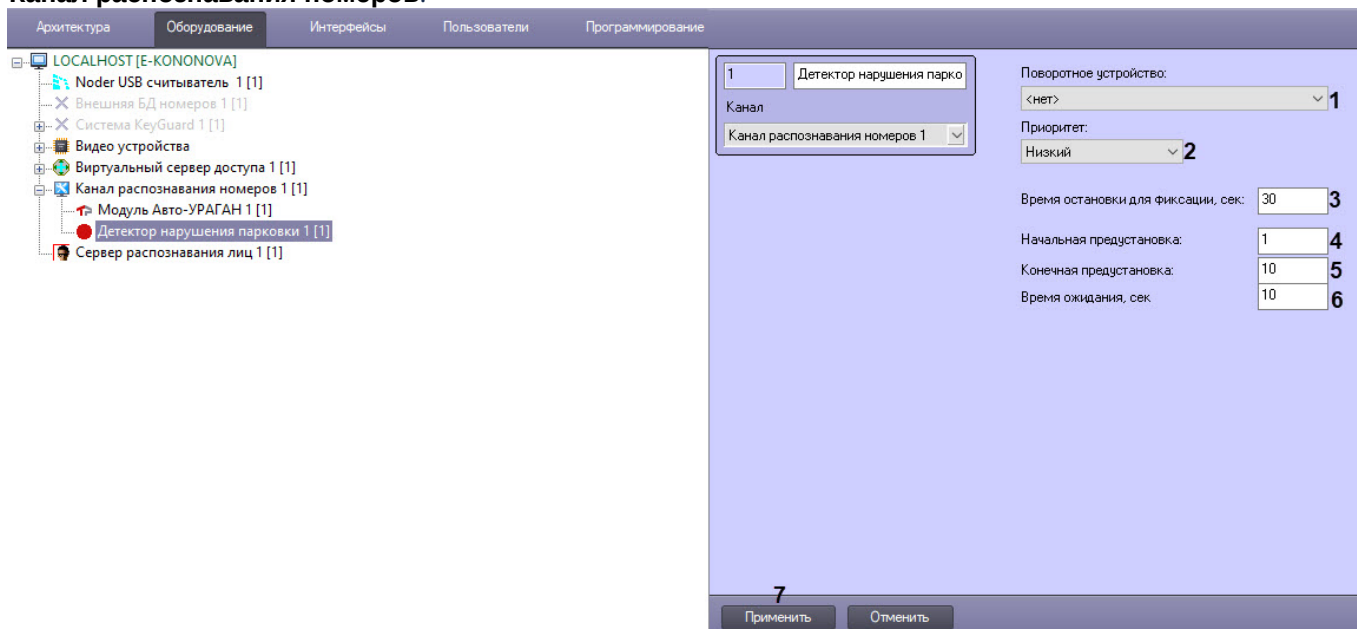 Канал распознавания номеров.
Архитектура Оборудование Интерфейсы Пользователи Программирование
LOCALHOST [E-KONONOVA]
Noder USB считыватель 1 [1]
Внешняя БД номеров 1 [1]
Система KeyGuard 1 [1]
Видео устройства
Виртуальный сервер доступа 1 [1]
Канал распознавания номеров 1 [1]
Модуль Авто-УРАГАН 1 [1]
Детектор нарушения парковки 1 [1]
Сервер распознавания лиц 1 [1]
1 Детектор нарушения парко
Канал
Канал распознавания номеров 1
Поворотное устройство:
<нет> 1
Приоритет:
Низкий 2
Время остановки для фиксации, сек: 30 3
Начальная предустановка: 1 4
Конечная предустановка: 10 5
Время ожидания, сек 10 6
7
Применить Отменить